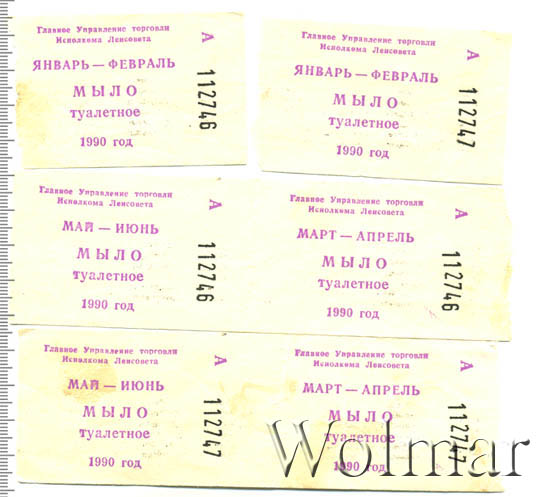 Главное Управление торговли
Исполкома Ленсовета
ЯНВАРЬ — ФЕВРАЛЬ
МЫЛО
туалетное
1990 год
А
112746
Главное Управление торговли
Исполкома Ленсовета
ЯНВАРЬ — ФЕВРАЛЬ
МЫЛО
туалетное
1990 год
А
112747
Главное Управление торговли
Исполкома Ленсовета
МАЙ — ИЮНЬ
МЫЛО
туалетное
1990 год
А
112746
Главное Управление торговли
Исполкома Ленсовета
МАРТ — АПРЕЛЬ
МЫЛО
туалетное
1990 год
А
112746
Главное Управление торговли
Исполкома Ленсовета
МАЙ — ИЮНЬ
МЫЛО
туалетное
1990 год
А
112747
Главное Управление торговли
Исполкома Ленсовета
МАРТ — АПРЕЛЬ
МЫЛО
туалетное
1990 год
А
112747
Wolmar